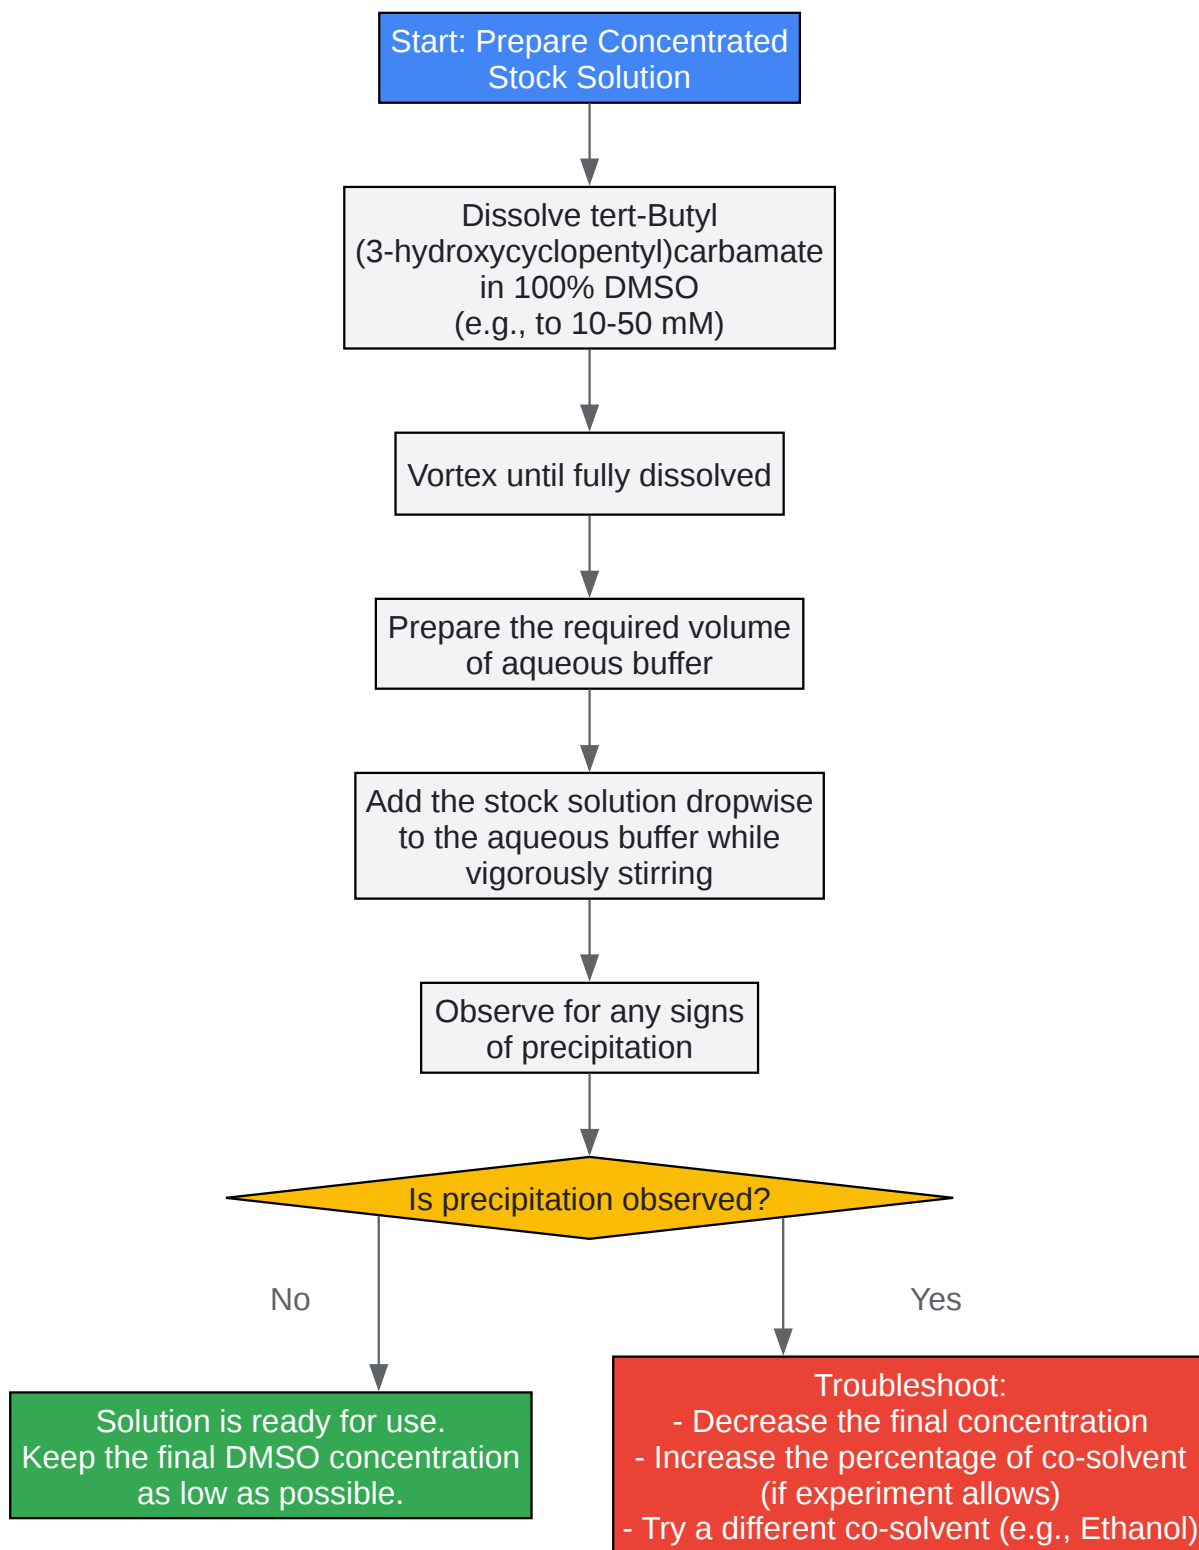 Start: Prepare Concentrated
Stock Solution
Dissolve tert-Butyl
(3-hydroxycyclopentyl)carbamate
in 100% DMSO
(e.g., to 10-50 mM)
Vortex until fully dissolved
Prepare the required volume
of aqueous buffer
Add the stock solution dropwise
to the aqueous buffer while
vigorously stirring
Observe for any signs
of precipitation
Is precipitation observed?
No
Yes
Solution is ready for use.
Keep the final DMSO concentration
as low as possible.
Troubleshoot:
- Decrease the final concentration
- Increase the percentage of co-solvent
(if experiment allows)
- Try a different co-solvent (e.g., Ethanol)